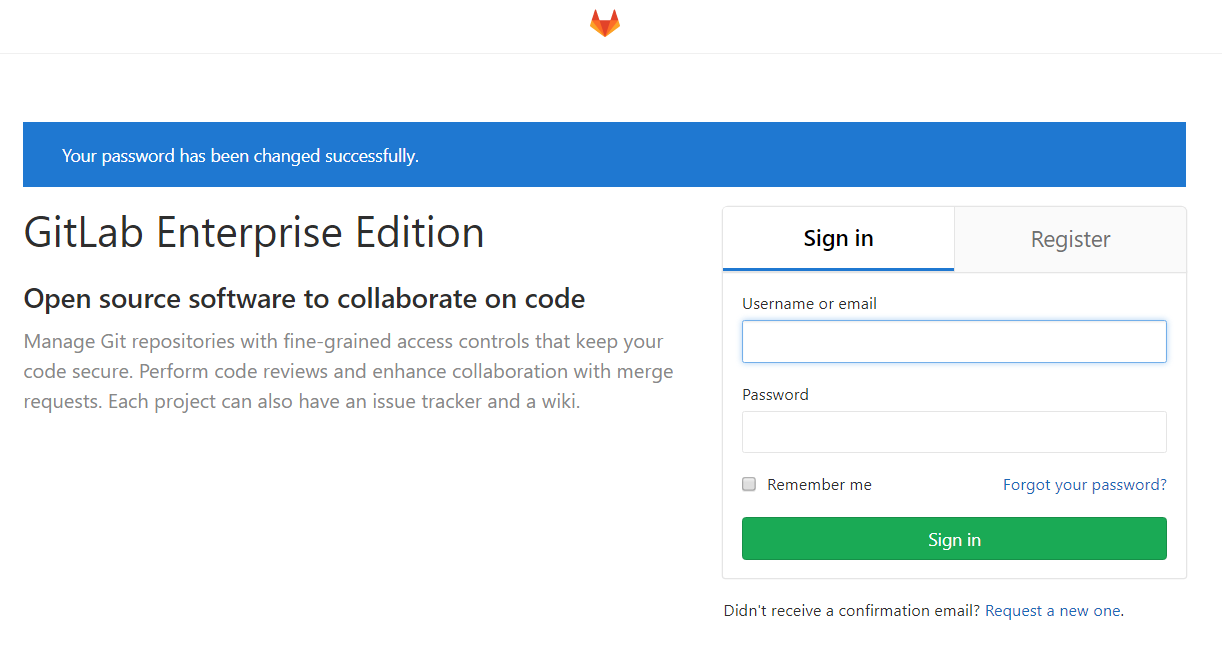 Your password has been changed successfully.
GitLab Enterprise Edition
Open source software to collaborate on code
Manage Git repositories with fine-grained access controls that keep your
code secure. Perform code reviews and enhance collaboration with merge
requests. Each project can also have an issue tracker and a wiki.
Sign in
Register
Username or email
Password
Remember me
Forgot your password?
Sign in
Didn't receive a confirmation email? Request a new one.